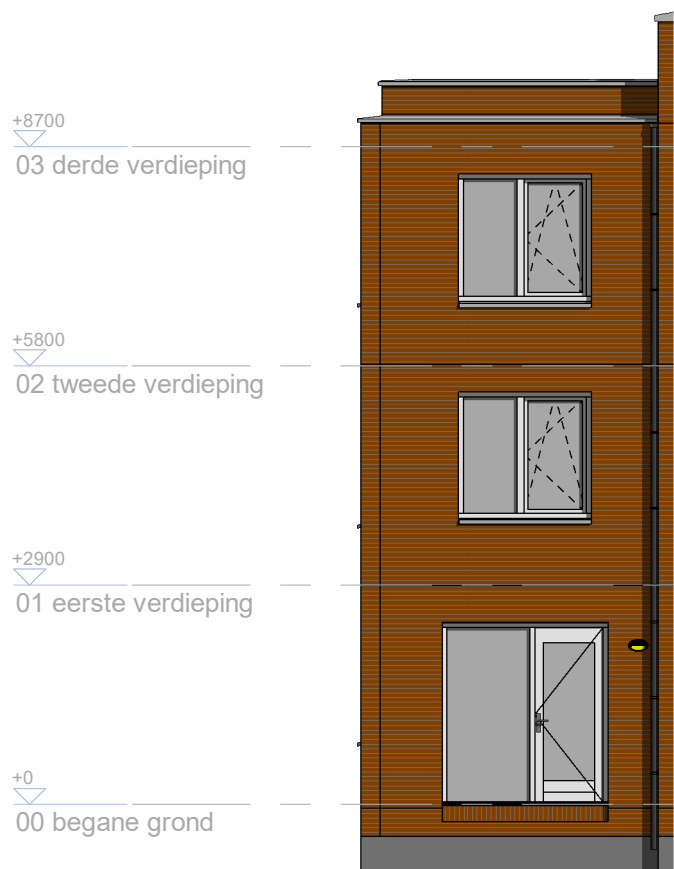 +8700
03 derde verdieping
+5800
02 tweede verdieping
+2900
01 eerste verdieping
+0
00 begane grond